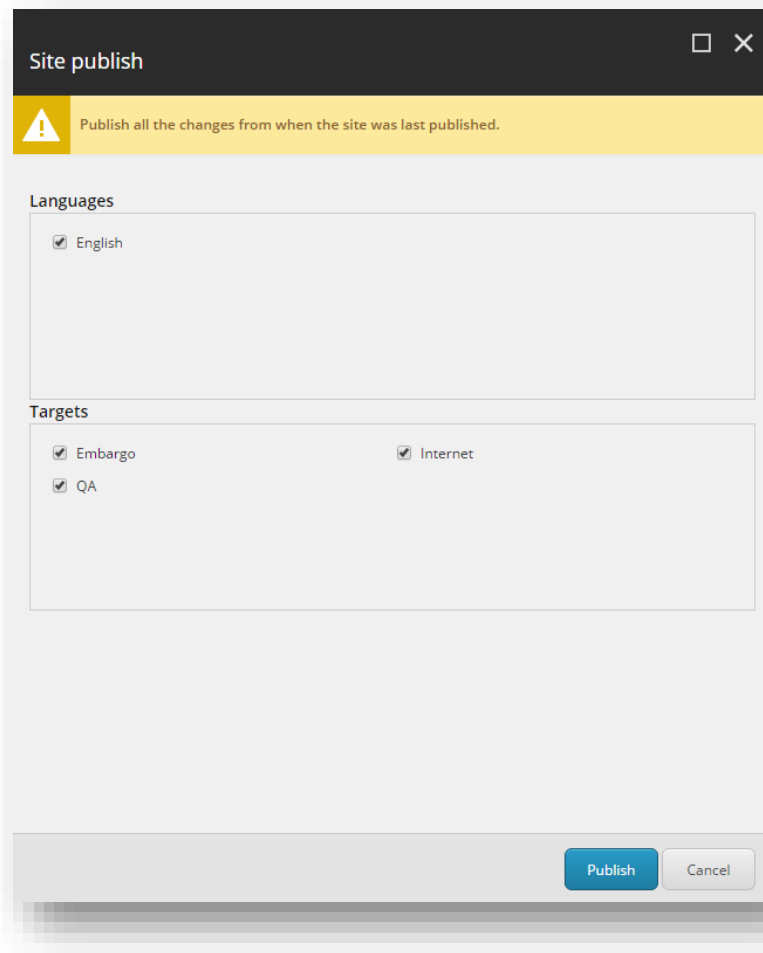 Site publish
Publish all the changes from when the site was last published.
Languages
English
Targets
Embargo
Internet
QA
Publish
Cancel